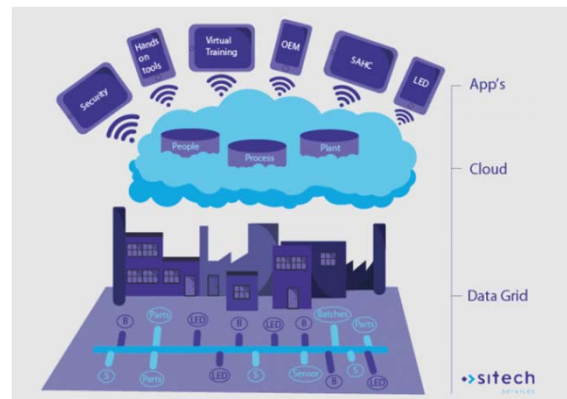 Security
Hands
on
tools
Virtual
Training
OEM
SAHC
LED
App's
People
Process
Plant
Cloud
Data Grid
B
Parts
LED
B
LED
B
Batches
Parts
S
Parts
LED
S
Sensor
B
S
LED
sitech
services